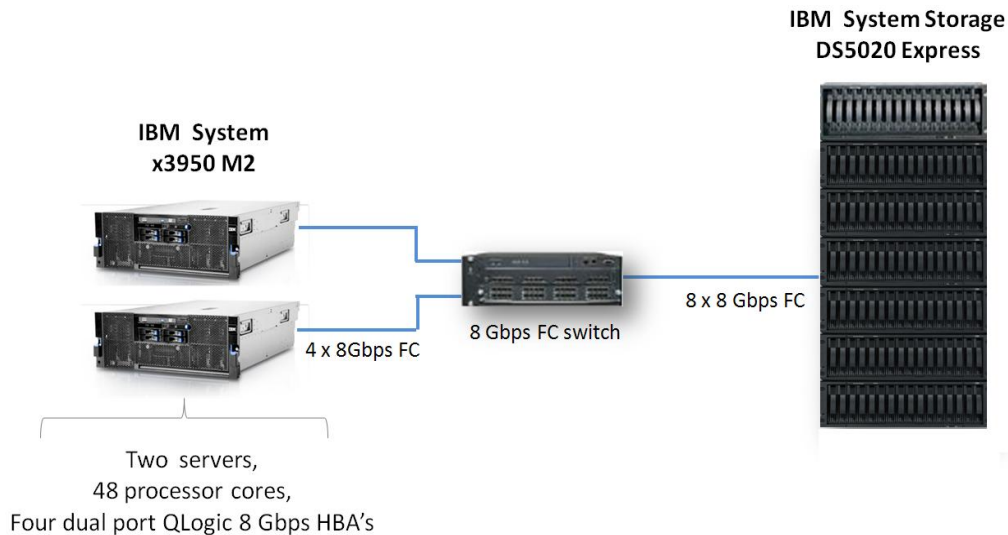 IBM System Storage
DS5020 Express
IBM System
x3950 M2
4 x 8Gbps FC
8 Gbps FC switch
8 x 8 Gbps FC
Two servers,
48 processor cores,
Four dual port QLogic 8 Gbps HBA's